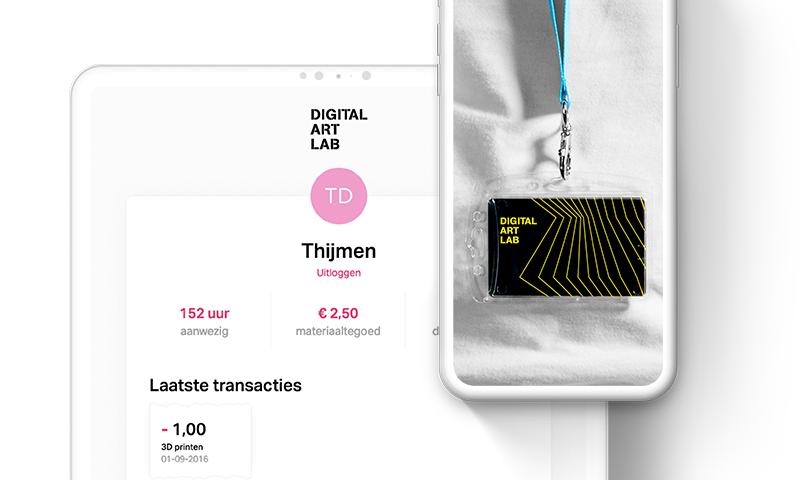 DIGITAL
ART
LAB
TD
Thijmen
Uitloggen
152 uur
aanwezig
€ 2,50
materiaaltegoed
Laatste transacties
- 1,00
3D printen
01-09-2016
DIGITAL
ART
LAB